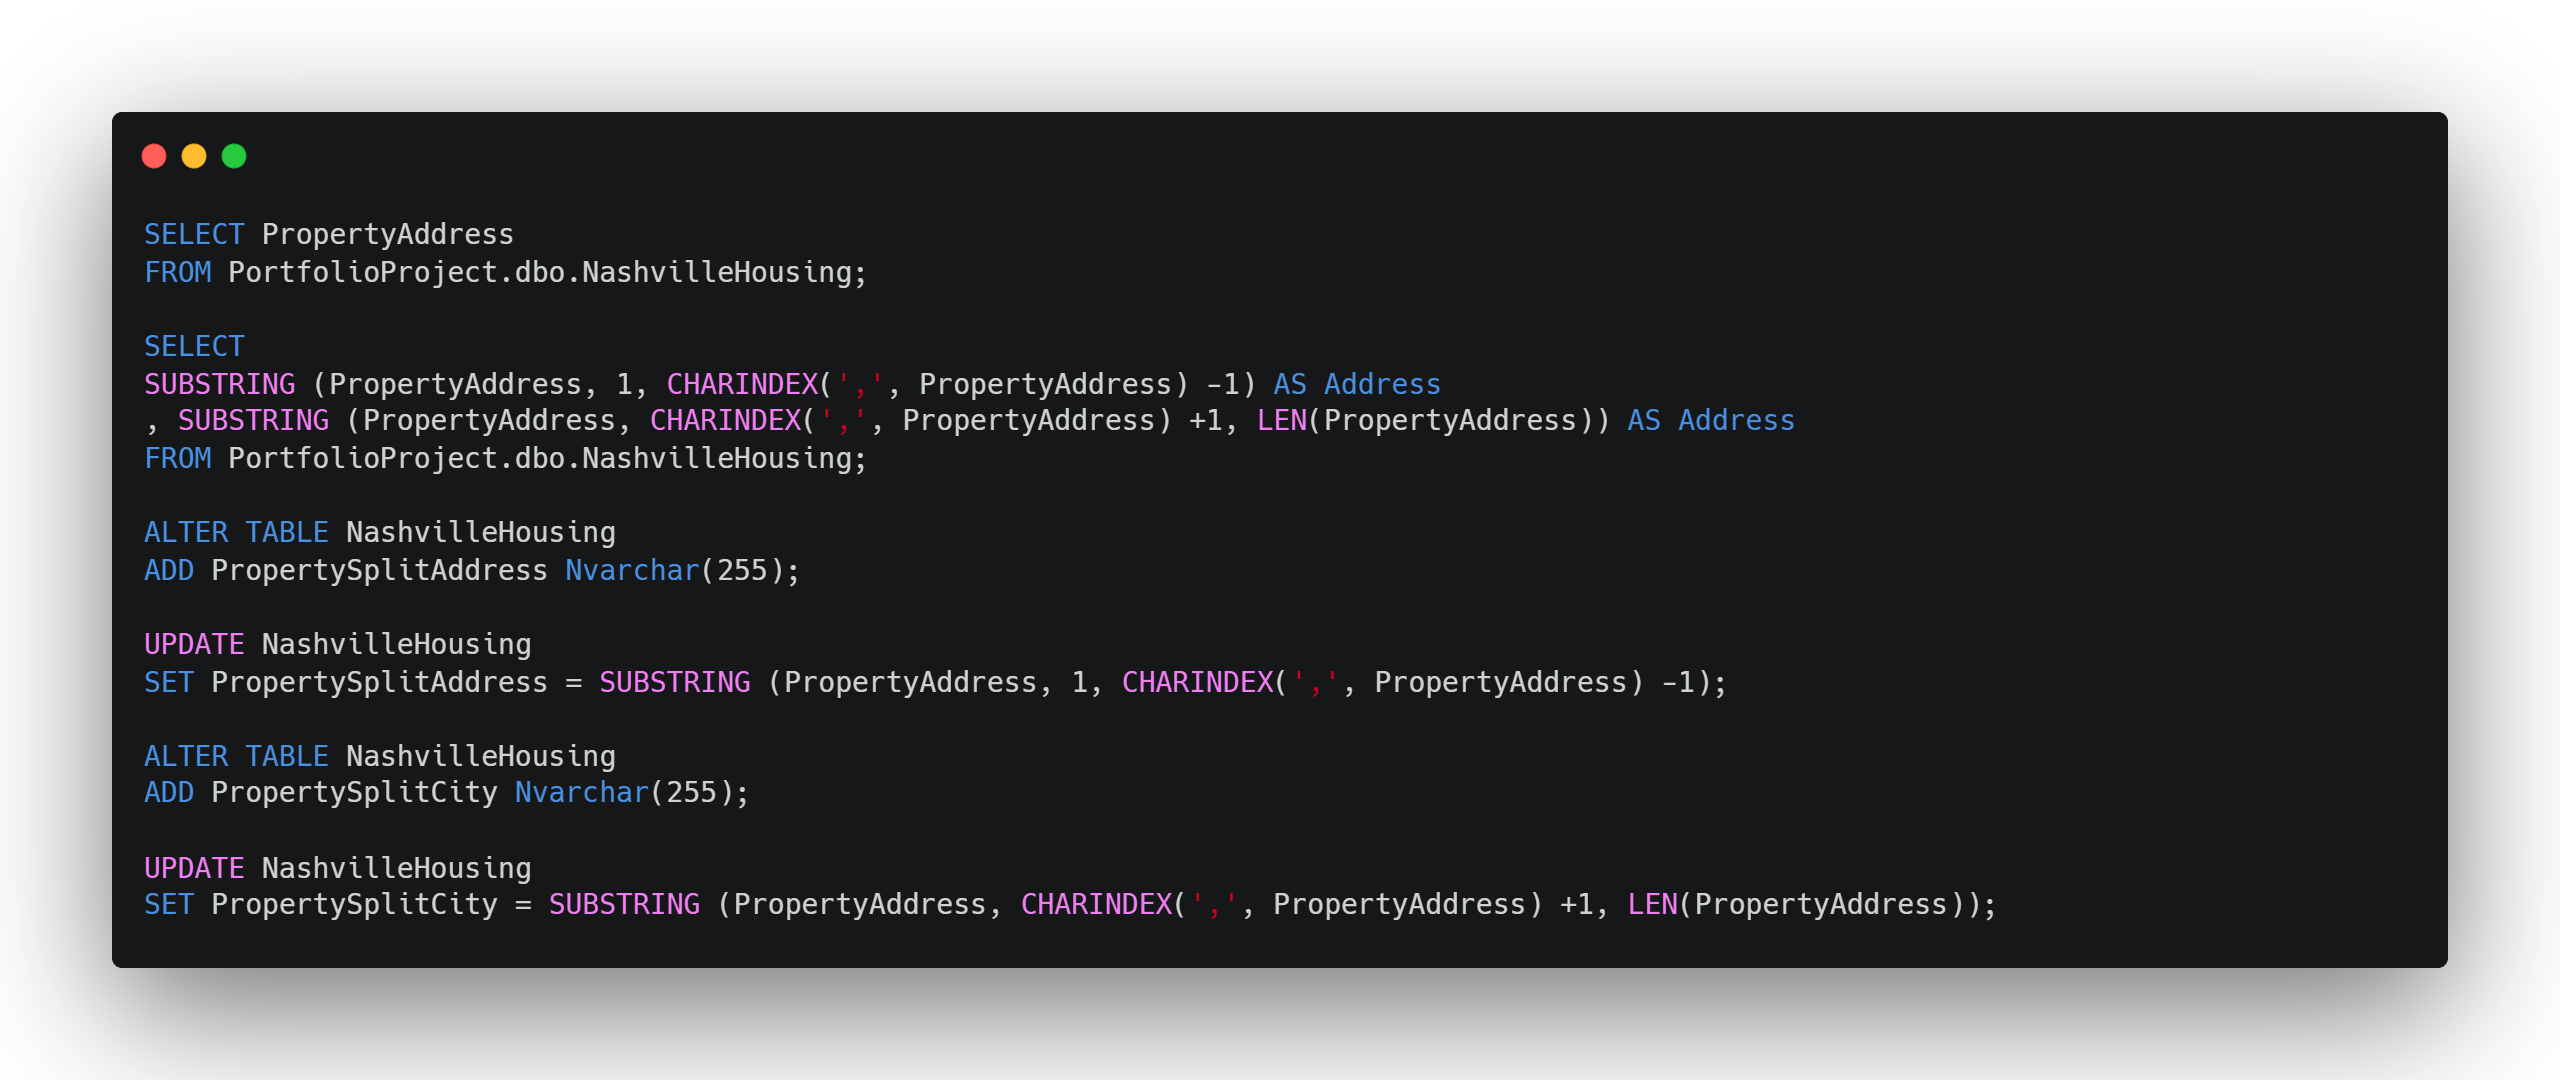 SELECT PropertyAddress
FROM PortfolioProject.dbo.NashvilleHousing;
SELECT
SUBSTRING (PropertyAddress, 1, CHARINDEX(',', PropertyAddress) -1) AS Address
, SUBSTRING (PropertyAddress, CHARINDEX(',', PropertyAddress) +1, LEN(PropertyAddress)) AS Address
FROM PortfolioProject.dbo.NashvilleHousing;
ALTER TABLE NashvilleHousing
ADD PropertySplitAddress Nvarchar(255);
UPDATE NashvilleHousing
SET PropertySplitAddress = SUBSTRING (PropertyAddress, 1, CHARINDEX(',', PropertyAddress) -1);
ALTER TABLE NashvilleHousing
ADD PropertySplitCity Nvarchar(255);
UPDATE NashvilleHousing
SET PropertySplitCity = SUBSTRING (PropertyAddress, CHARINDEX(',', PropertyAddress) +1, LEN(PropertyAddress));